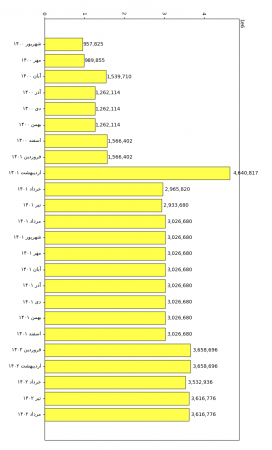 0 1 2 3 4
1e6
شهریور ۱۴۰۰ 957,825
مهر ۱۴۰۰ 989,855
آبان ۱۴۰۰ 1,539,710
آذر ۱۴۰۰ 1,262,114
دی ۱۴۰۰ 1,262,114
بهمن ۱۴۰۰ 1,262,114
اسفند ۱۴۰۰ 1,566,402
فروردین ۱۴۰۱ 1,566,402
اردیبهشت ۱۴۰۱ 4,640,817
خرداد ۱۴۰۱ 2,965,820
تیر ۱۴۰۱ 2,933,680
مرداد ۱۴۰۱ 3,026,680
شهریور ۱۴۰۱ 3,026,680
مهر ۱۴۰۱ 3,026,680
آبان ۱۴۰۱ 3,026,680
آذر ۱۴۰۱ 3,026,680
دی ۱۴۰۱ 3,026,680
بهمن ۱۴۰۱ 3,026,680
اسفند ۱۴۰۱ 3,026,680
فروردین ۱۴۰۲ 3,658,696
اردیبهشت ۱۴۰۲ 3,658,696
خرداد ۱۴۰۲ 3,532,936
تیر ۱۴۰۲ 3,616,776
مرداد ۱۴۰۲ 3,616,776